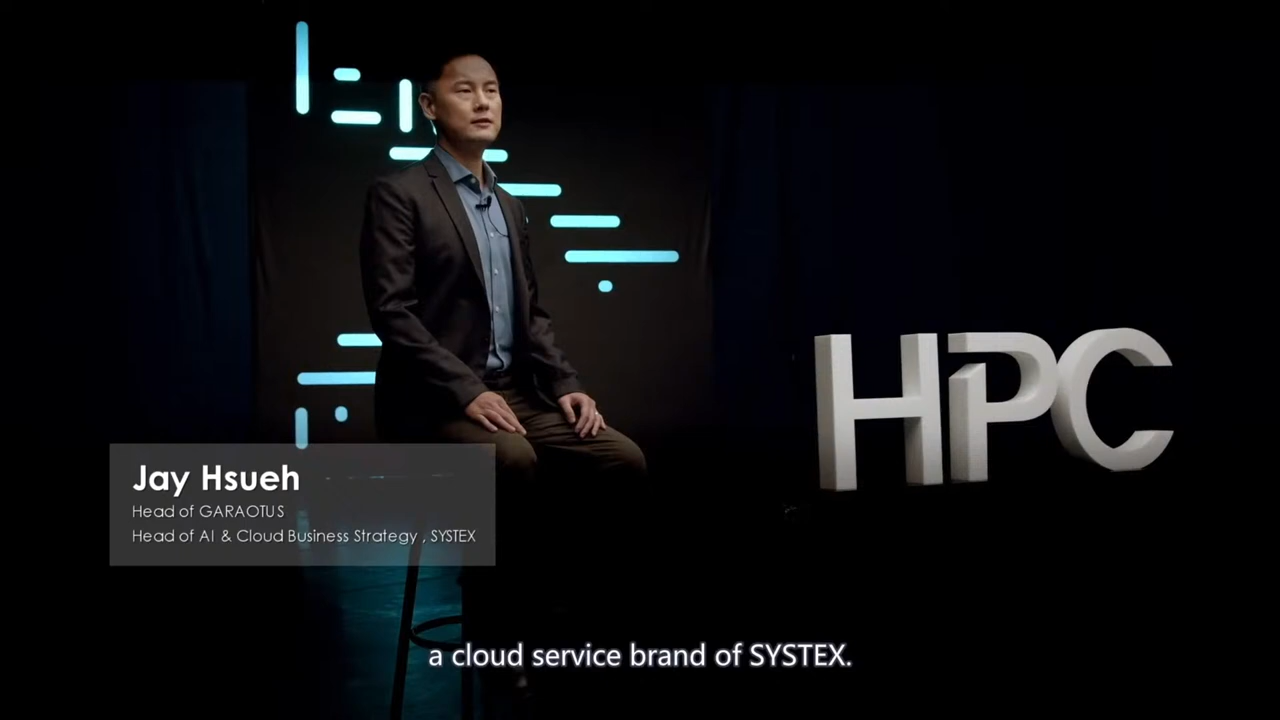 HPC
Jay Hsueh
Head of GARAOTUS
Head of AI & Cloud Business Strategy , SYSTEX
a cloud service brand of SYSTEX.